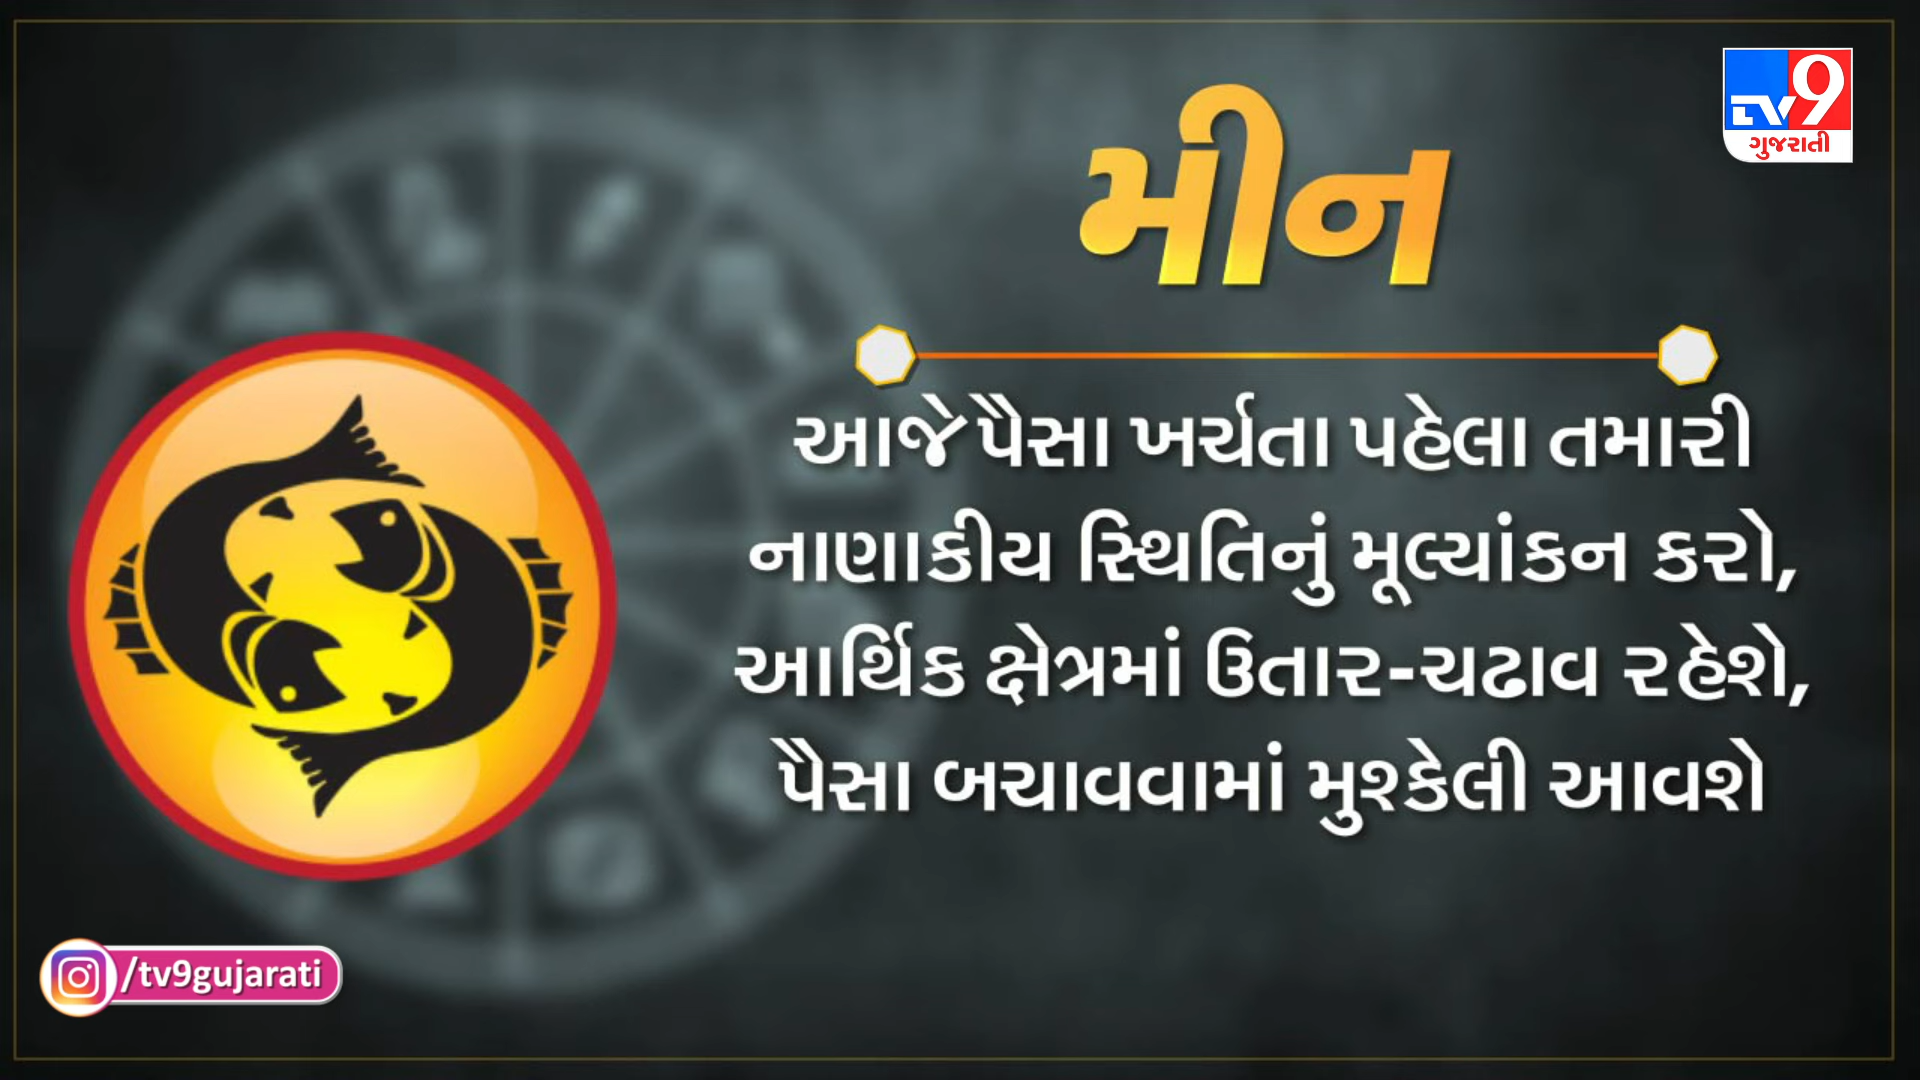 TV9
ગુજરાતી
મીન
આજે પૈસા ખર્ચતા પહેલા તમારી
નાણાકીય સ્થિતિનું મૂલ્યાંકન કરો,
આર્થિક ક્ષેત્રમાં ઉતાર-ચઢાવ રહેશે,
પૈસા બચાવવામાં મુશ્કેલી આવશે
/tv9gujarati